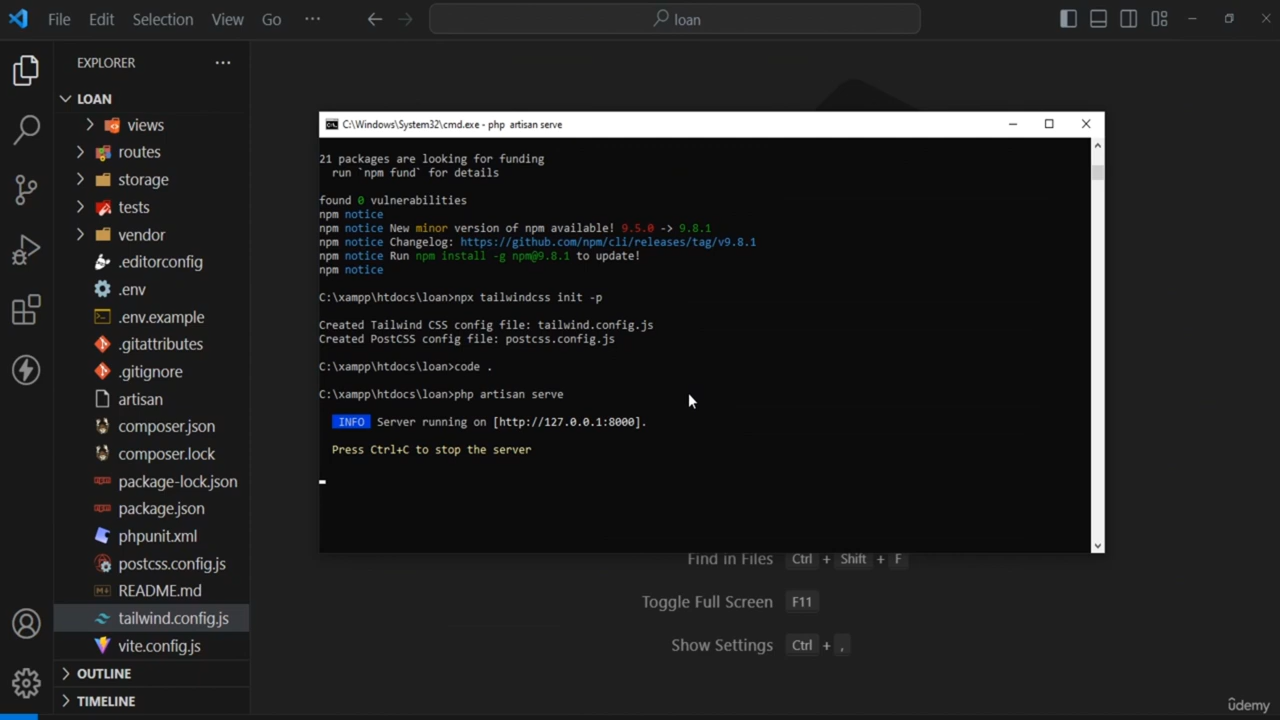 File Edit Selection View Go ···
loan
EXPLORER ···
LOAN
views
routes
storage
tests
vendor
.editorconfig
.env
.env.example
.gitattributes
.gitignore
artisan
composer.json
composer.lock
package-lock.json
package.json
phpunit.xml
postcss.config.js
README.md
tailwind.config.js
vite.config.js
OUTLINE
TIMELINE
C:\Windows\System32\cmd.exe - php artisan serve
21 packages are looking for funding
run `npm fund` for details
found 0 vulnerabilities
npm notice
npm notice New minor version of npm available! 9.5.0 -> 9.8.1
npm notice Changelog: https://github.com/npm/cli/releases/tag/v9.8.1
npm notice Run npm install -g npm@9.8.1 to update!
npm notice
C:\xampp\htdocs\loan>npx tailwindcss init -p
Created Tailwind CSS config file: tailwind.config.js
Created PostCSS config file: postcss.config.js
C:\xampp\htdocs\loan>code .
C:\xampp\htdocs\loan>php artisan serve
INFO Server running on [http://127.0.0.1:8000].
Press Ctrl+C to stop the server
Find in Files Ctrl + Shift + F
Toggle Full Screen F11
Show Settings Ctrl + ,
ûdemy